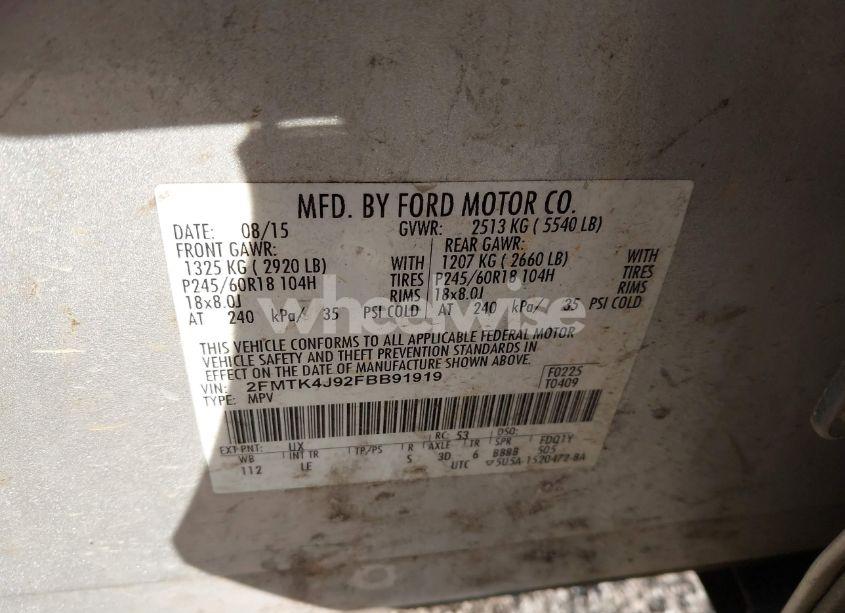 MFD. BY FORD MOTOR CO.
DATE: 08/15 GVWR: 2513 KG ( 5540 LB)
FRONT GAWR: REAR GAWR:
1325 KG ( 2920 LB) WITH 1207 KG ( 2660 LB) WITH
P245/60R18 104H TIRES P245/60R18 104H TIRES
18x8.0J RIMS 18x8.0J RIMS
AT 240 kPa/ 35 PSI COLD AT 240 kPa/ 35 PSI COLD
wheelwise
THIS VEHICLE CONFORMS TO ALL APPLICABLE FEDERAL MOTOR
VEHICLE SAFETY AND THEFT PREVENTION STANDARDS IN
EFFECT ON THE DATE OF MANUFACTURE SHOWN ABOVE.
VIN: 2FMTK4J92FBB91919 F0225
TYPE: MPV T0409
EXT PNT: UX RC: 53 DSO:
WB INT TR TP/PS R AXLE TR SPR FDQTY
112 LE S 3D 6 BBBB 505
UTC 5U5A-1520472-BA